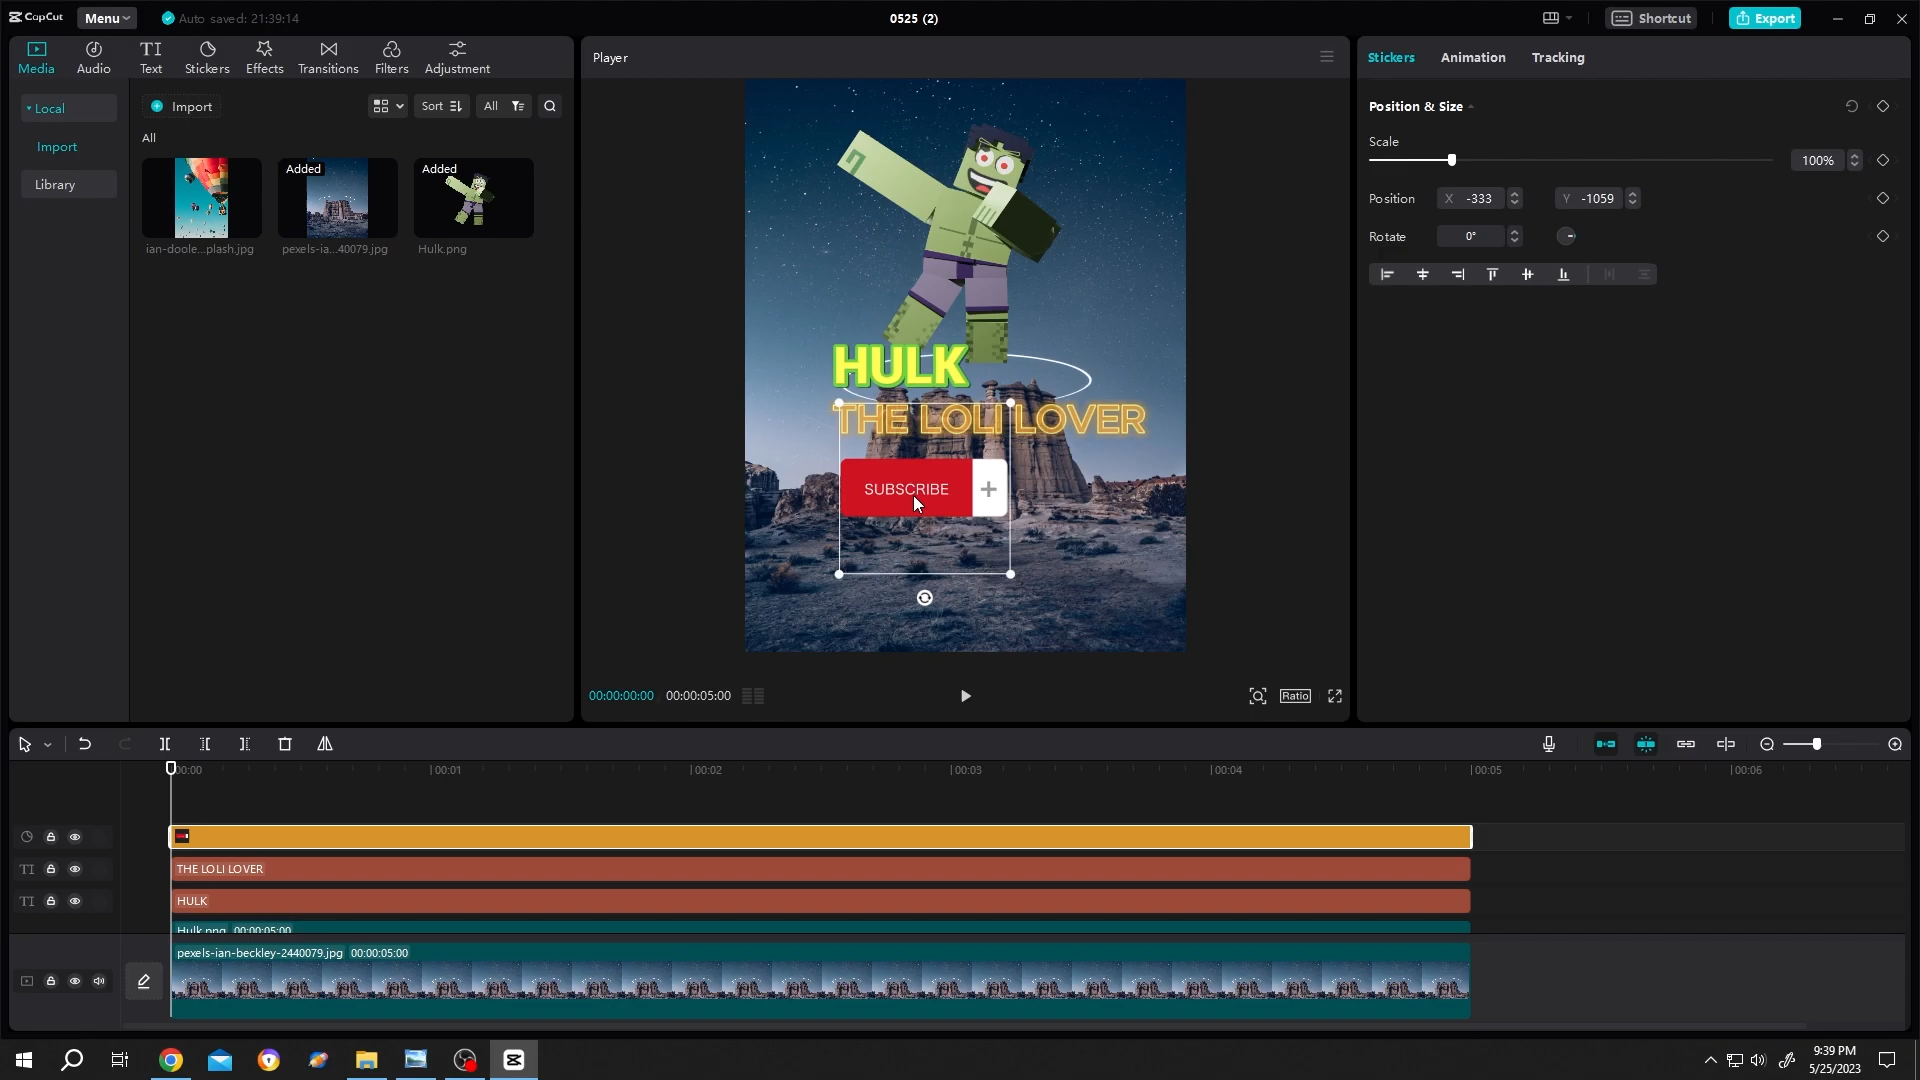 CapCut
Menu
Auto saved: 21:39:14
0525 (2)
Shortcut
Export
Media
Audio
TI
Text
Stickers
Effects
Transitions
Filters
Adjustment
Local
Import
Library
Import
Sort
All
All
ian-doole...plash.jpg
Added
pexels-ia...40079.jpg
Added
Hulk.png
Player
HULK
THE LOLI LOVER
SUBSCRIBE
00:00:00:00
00:00:05:00
Ratio
Stickers
Animation
Tracking
Position & Size
Scale
100%
Position
X -333
Y -1059
Rotate
0°
00:00
00:01
00:02
00:03
00:04
00:05
00:06
TI
THE LOLI LOVER
TI
HULK
Hulk.png 00:00:05:00
pexels-ian-beckley-2440079.jpg 00:00:05:00
9:39 PM
5/25/2023